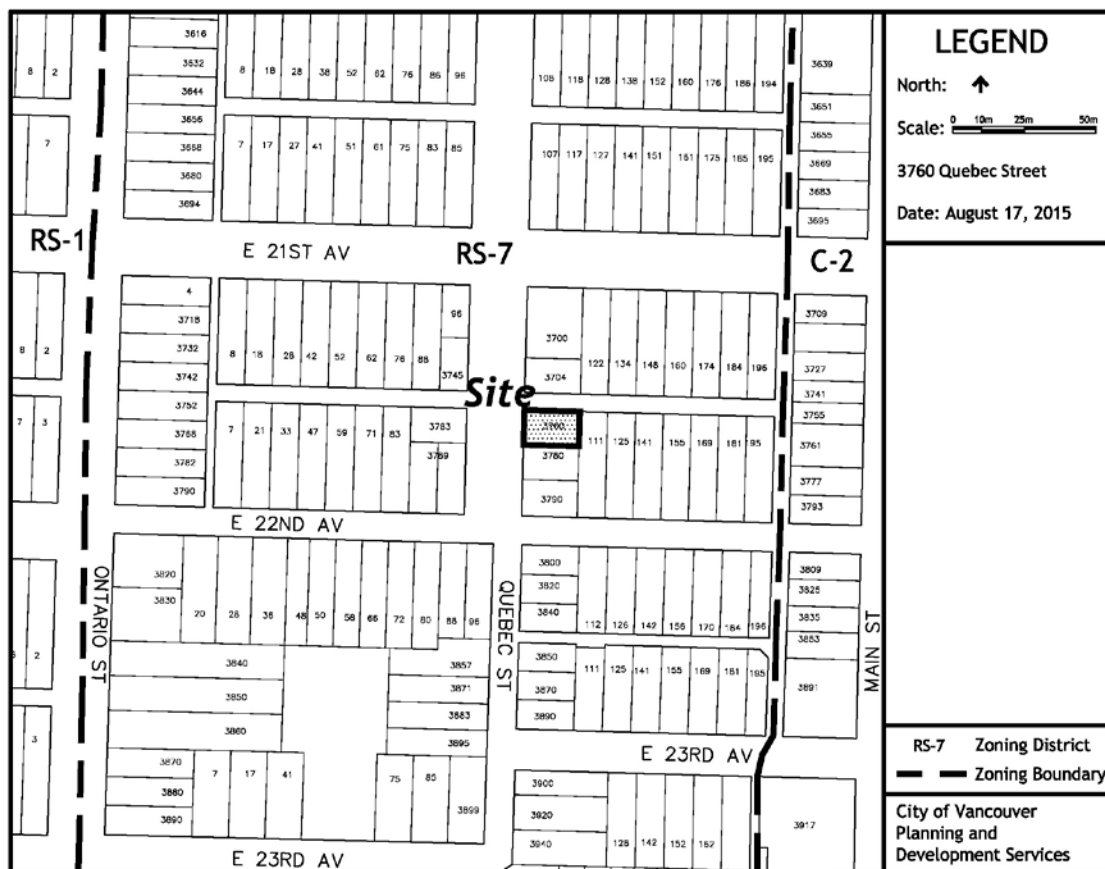 3616
3632
3644
3656
3668
3680
3694
8 2
7
8 18 28 38 52 62 76 86 96
7 17 27 41 51 61 75 83 85
108 118 128 138 152 160 176 186 194
107 117 127 141 151 161 175 185 195
3639
3651
3655
3669
3683
3695
RS-1
E 21ST AV
RS-7
C-2
4
3718
3732
3742
3752
3768
3782
3790
8 2
7 3
8 18 28 42 52 62 76 88
96
3745
3700
3704
122 134 148 160 174 184 196
3709
3727
3741
3755
3761
3777
3793
Site
3760
7 21 33 47 59 71 83
3783
3789
3780
3790
111 125 141 155 169 181 195
E 22ND AV
ONTARIO ST
QUEBEC ST
MAIN ST
3820
3830
20 28 36 48 50 58 66 72 80 88 96
3800
3820
3840
112 126 142 156 170 184 196
3809
3825
3835
3853
3891
2
3840
3850
3860
3857
3871
3883
3895
3850
3870
3890
111 125 141 155 169 181 195
E 23RD AV
3
3870
3880
3890
7 17 41
75 85
3899
3900
3920
3940
128 142 152 162
3917
E 23RD AV
LEGEND
North:
Scale: 0 10m 25m 50m
3760 Quebec Street
Date: August 17, 2015
RS-7 Zoning District
Zoning Boundary
City of Vancouver
Planning and
Development Services